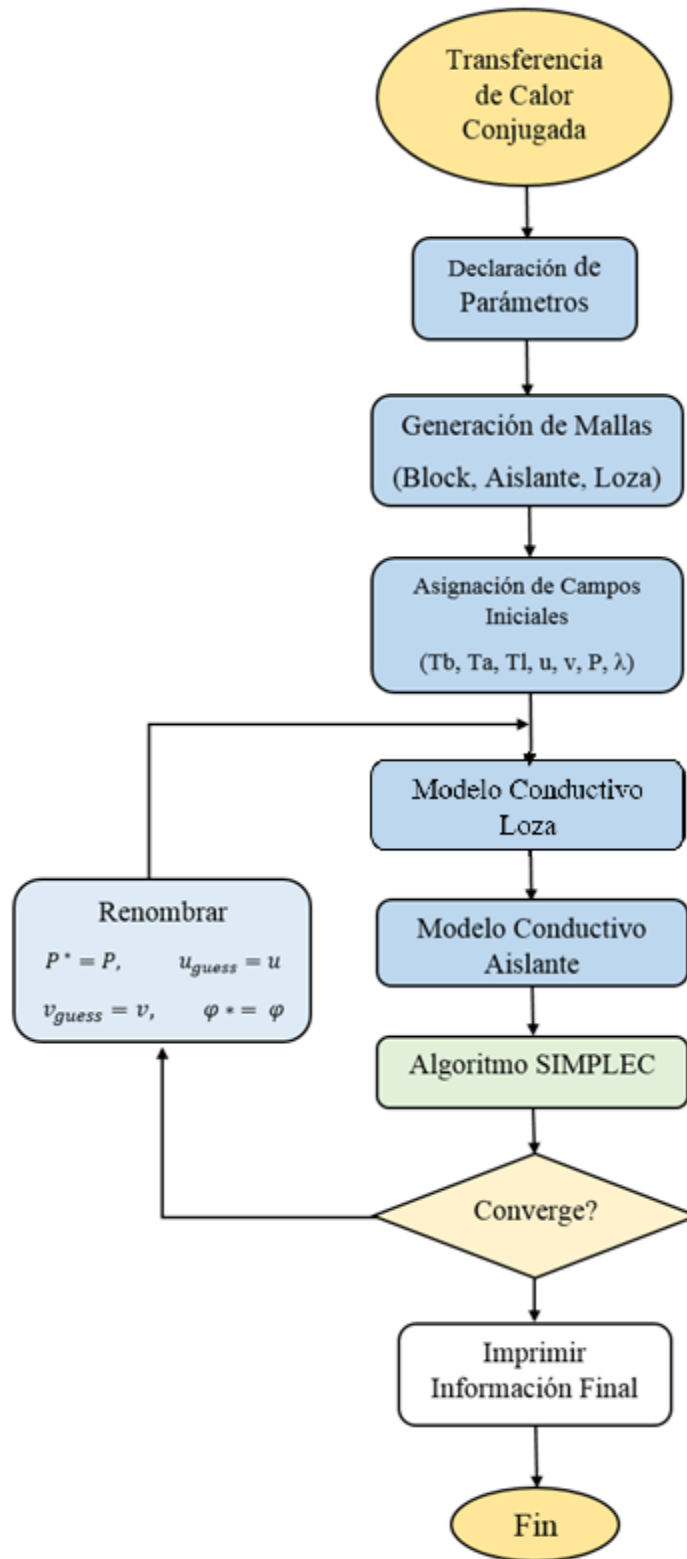 Transferencia
de Calor
Conjugada
Declaración de
Parámetros
Generación de Mallas
(Block, Aislante, Loza)
Asignación de Campos
Iniciales
(Tb, Ta, Tl, u, v, P, λ)
Modelo Conductivo
Loza
Renombrar
P* = P, u_guess = u
v_guess = v, φ* = φ
Modelo Conductivo
Aislante
Algoritmo SIMPLEC
Converge?
Imprimir
Información Final
Fin